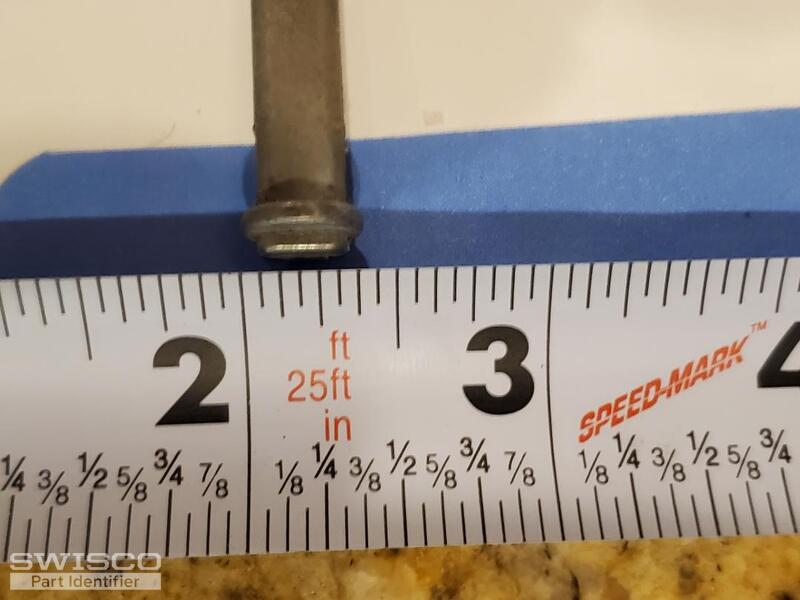 ft
2 25ft 3 4
in
SPEED-MARK™
1/4 3/8 1/2 5/8 3/4 7/8 1/8 1/4 3/8 1/2 5/8 3/4 7/8 1/8 1/4 3/8 1/2 5/8 3/4
SWISCO
Part Identifier